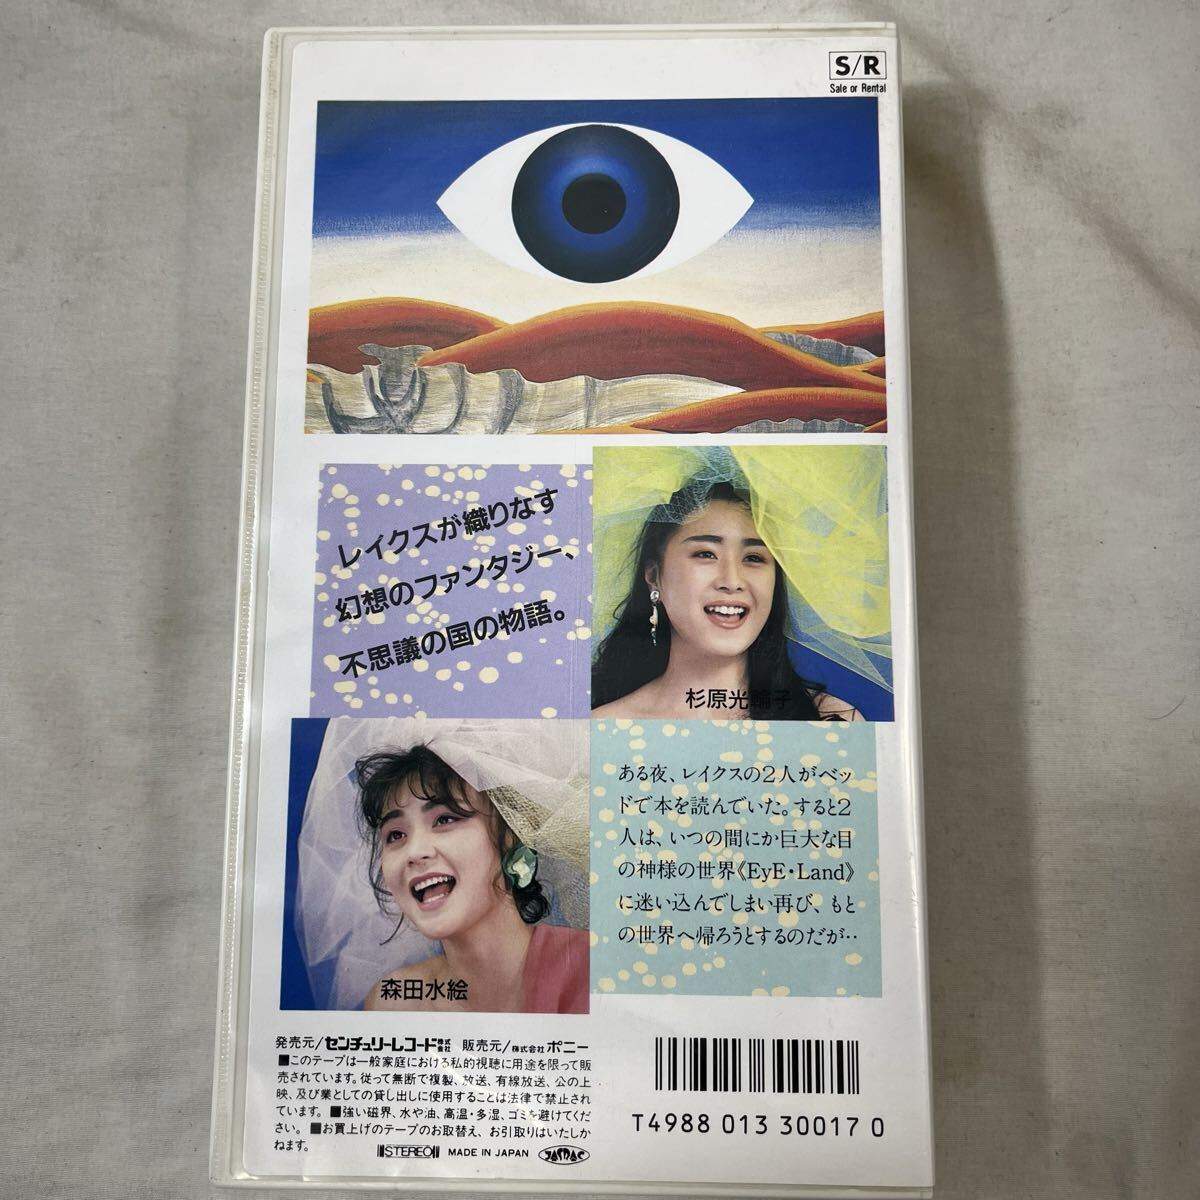 S/R
Sale or Rental
レイクスが織りなす
幻想のファンタジー、
不思議の国の物語。
杉原光輪子
森田水絵
ある夜、レイクスの2人がベッ
ドで本を読んでいた。すると2
人は、いつの間にか巨大な目
の神様の世界《EyE・Land》
に迷い込んでしまい再び、もと
の世界へ帰ろうとするのだが‥
発売元/センチュリーレコード株式会社 販売元/株式会社ポニー
■このテープは一般家庭における私的視聴に用途を限って販
売されています。従って無断で複製、放送、有線放送、公の上
映、及び業としての貸し出しに使用することは法律で禁止され
ています。■強い磁界、水や油、高温・多湿、ゴミを避けてくだ
さい。■お買上げのテープのお取替え、お引取りはいたしか
ねます。
STEREO MADE IN JAPAN JASRAC
T4988 013 30017 0